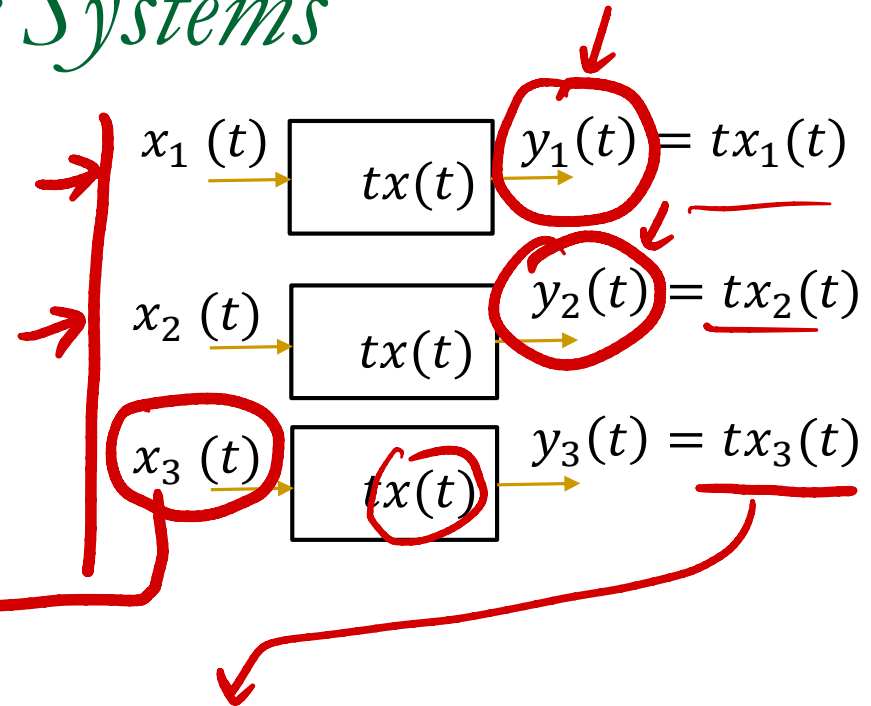 Systems
x₁ (t) tx(t) y₁(t) = tx₁(t)
x₂ (t) tx(t) y₂(t) = tx₂(t)
x₃ (t) tx(t) y₃(t) = tx₃(t)